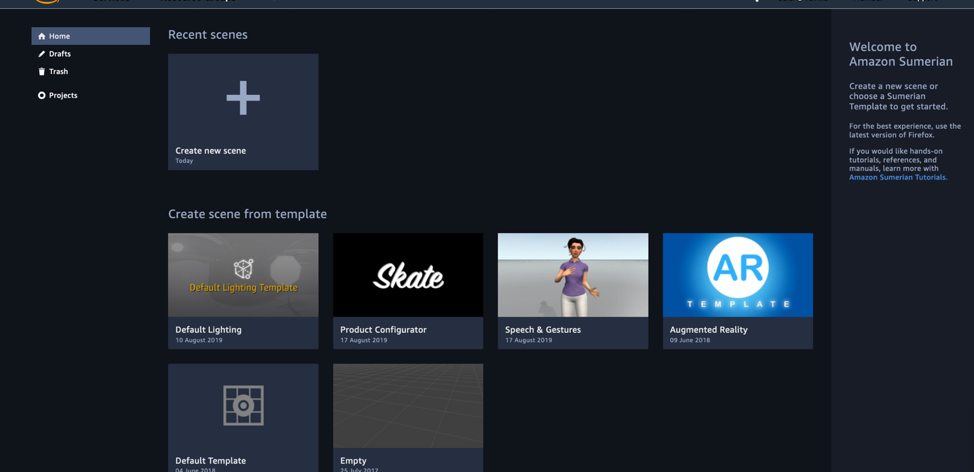 Home
Drafts
Trash
Projects
Recent scenes
Create new scene
Today
Create scene from template
Default Lighting Template
Default Lighting
10 August 2019
Skate
Product Configurator
17 August 2019
Speech & Gestures
17 August 2019
AR
TEMPLATE
Augmented Reality
09 June 2018
Default Template
04 June 2018
Empty
25 July 2017
Welcome to
Amazon Sumerian
Create a new scene or
choose a Sumerian
Template to get started.
For the best experience, use the
latest version of Firefox.
If you would like hands-on
tutorials, references, and
manuals, learn more with
Amazon Sumerian Tutorials.